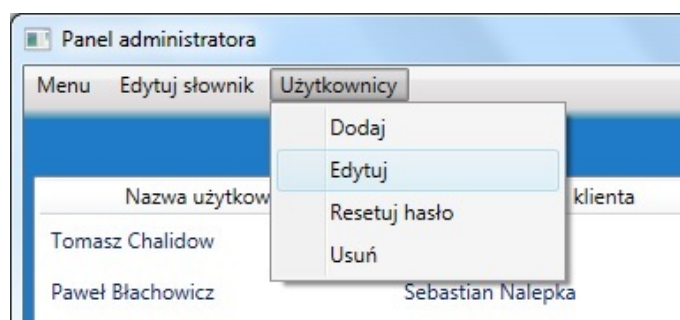 Panel administratora
Menu Edytuj słownik Użytkownicy
Dodaj
Edytuj
Nazwa użytkow klienta
Resetuj hasło
Tomasz Chalidow
Usuń
Paweł Błachowicz Sebastian Nalepka